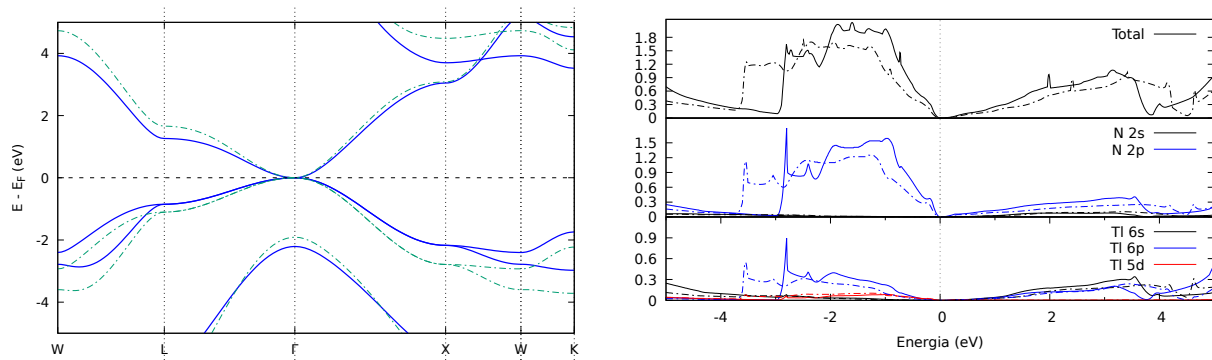 4
2
0
-2
-4
E - E_F (eV)
W L Γ X W K
1.8
1.5
1.2
0.9
0.6
0.3
0
Total
1.5
1.2
0.9
0.6
0.3
0
N 2s
N 2p
0.9
0.6
0.3
0
Tl 6s
Tl 6p
Tl 5d
-4 -2 0 2 4
Energia (eV)